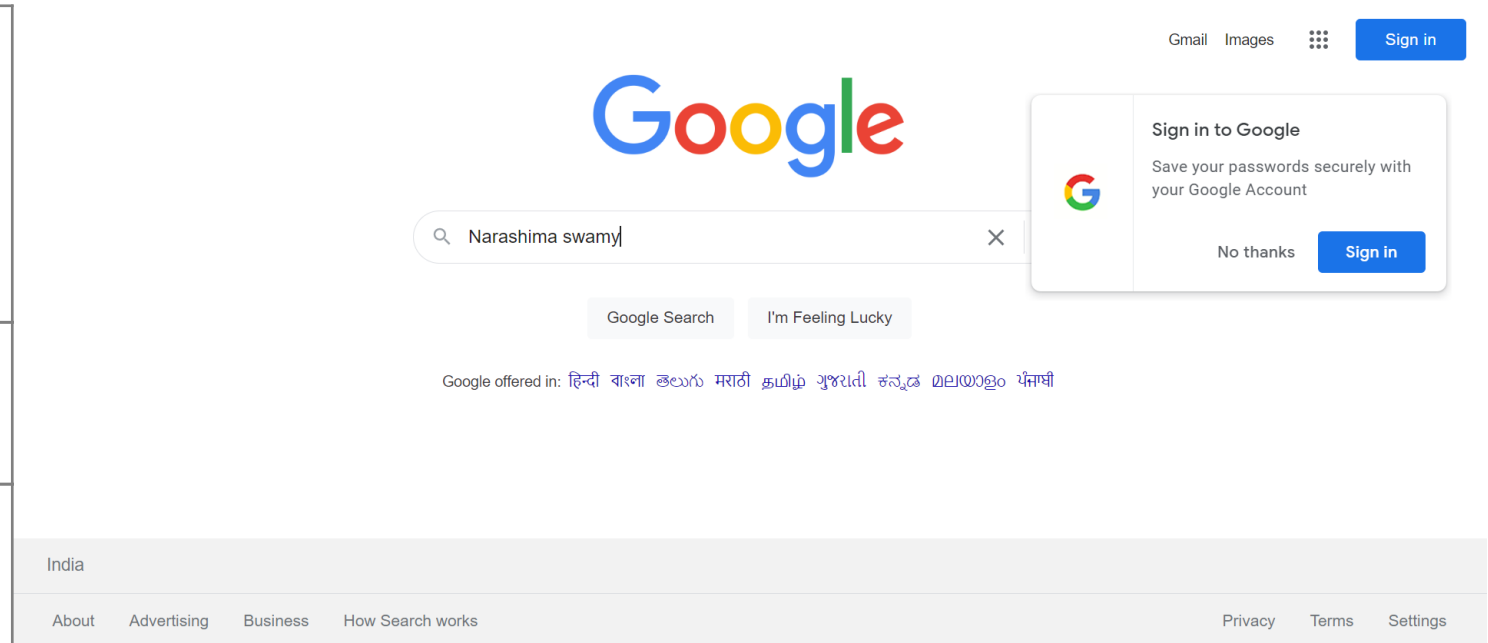 Gmail Images Sign in
Google
Sign in to Google
Save your passwords securely with
your Google Account
No thanks Sign in
Narashima swamy
Google Search I'm Feeling Lucky
Google offered in: हिन्दी বাংলা తెలుగు मराठी தமிழ் ગુજરાતી ಕನ್ನಡ മലയാളം ਪੰਜਾਬੀ
India
About Advertising Business How Search works Privacy Terms Settings